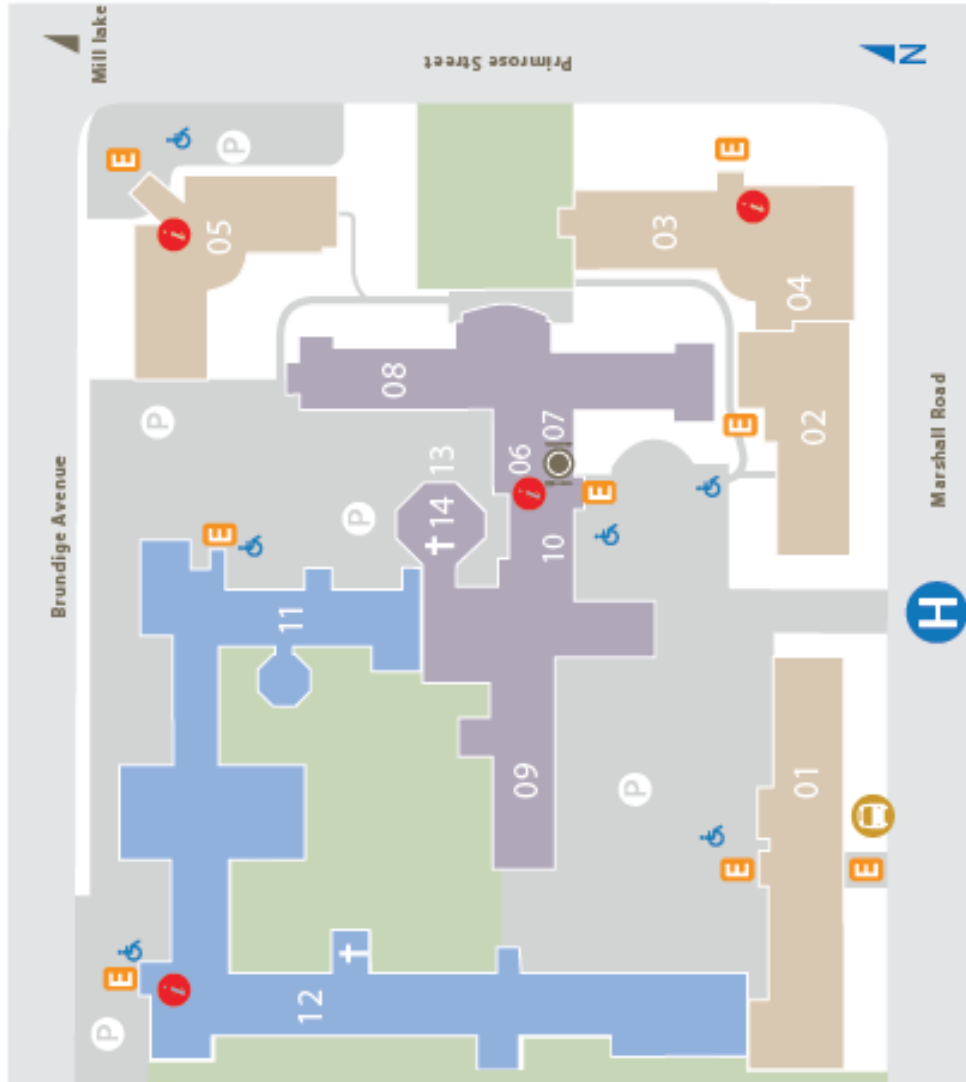 Mill lake
Primrose Street
N
E
P
05
i
E
03
i
04
08
P
Brundige Avenue
E
02
Marshall Road
07
06
i
13
14
P
E
10
E
11
H
P
09
01
E
E
E
i
12
P